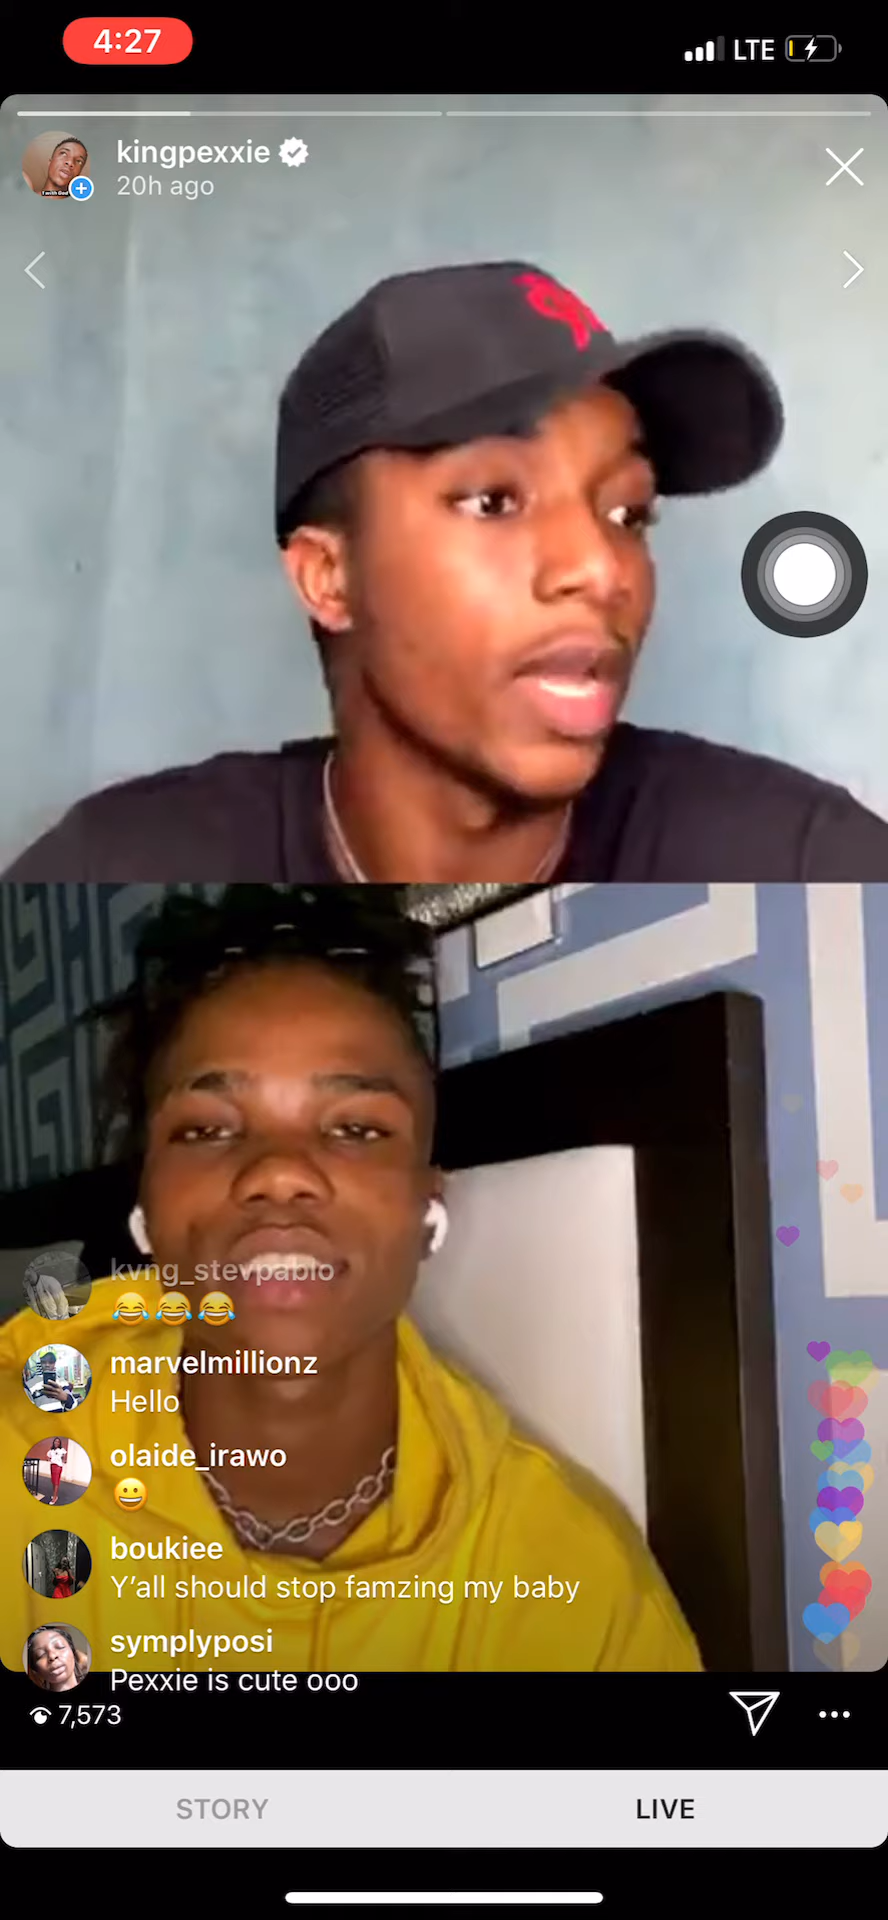 4:27
LTE
kingpexxie
20h ago
kvng_stevpablo
😂😂😂
marvelmillionz
Hello
olaide_irawo
😀
boukiee
Y’all should stop famzing my baby
symplyposi
Pexxie is cute ooo
7,573
STORY
LIVE